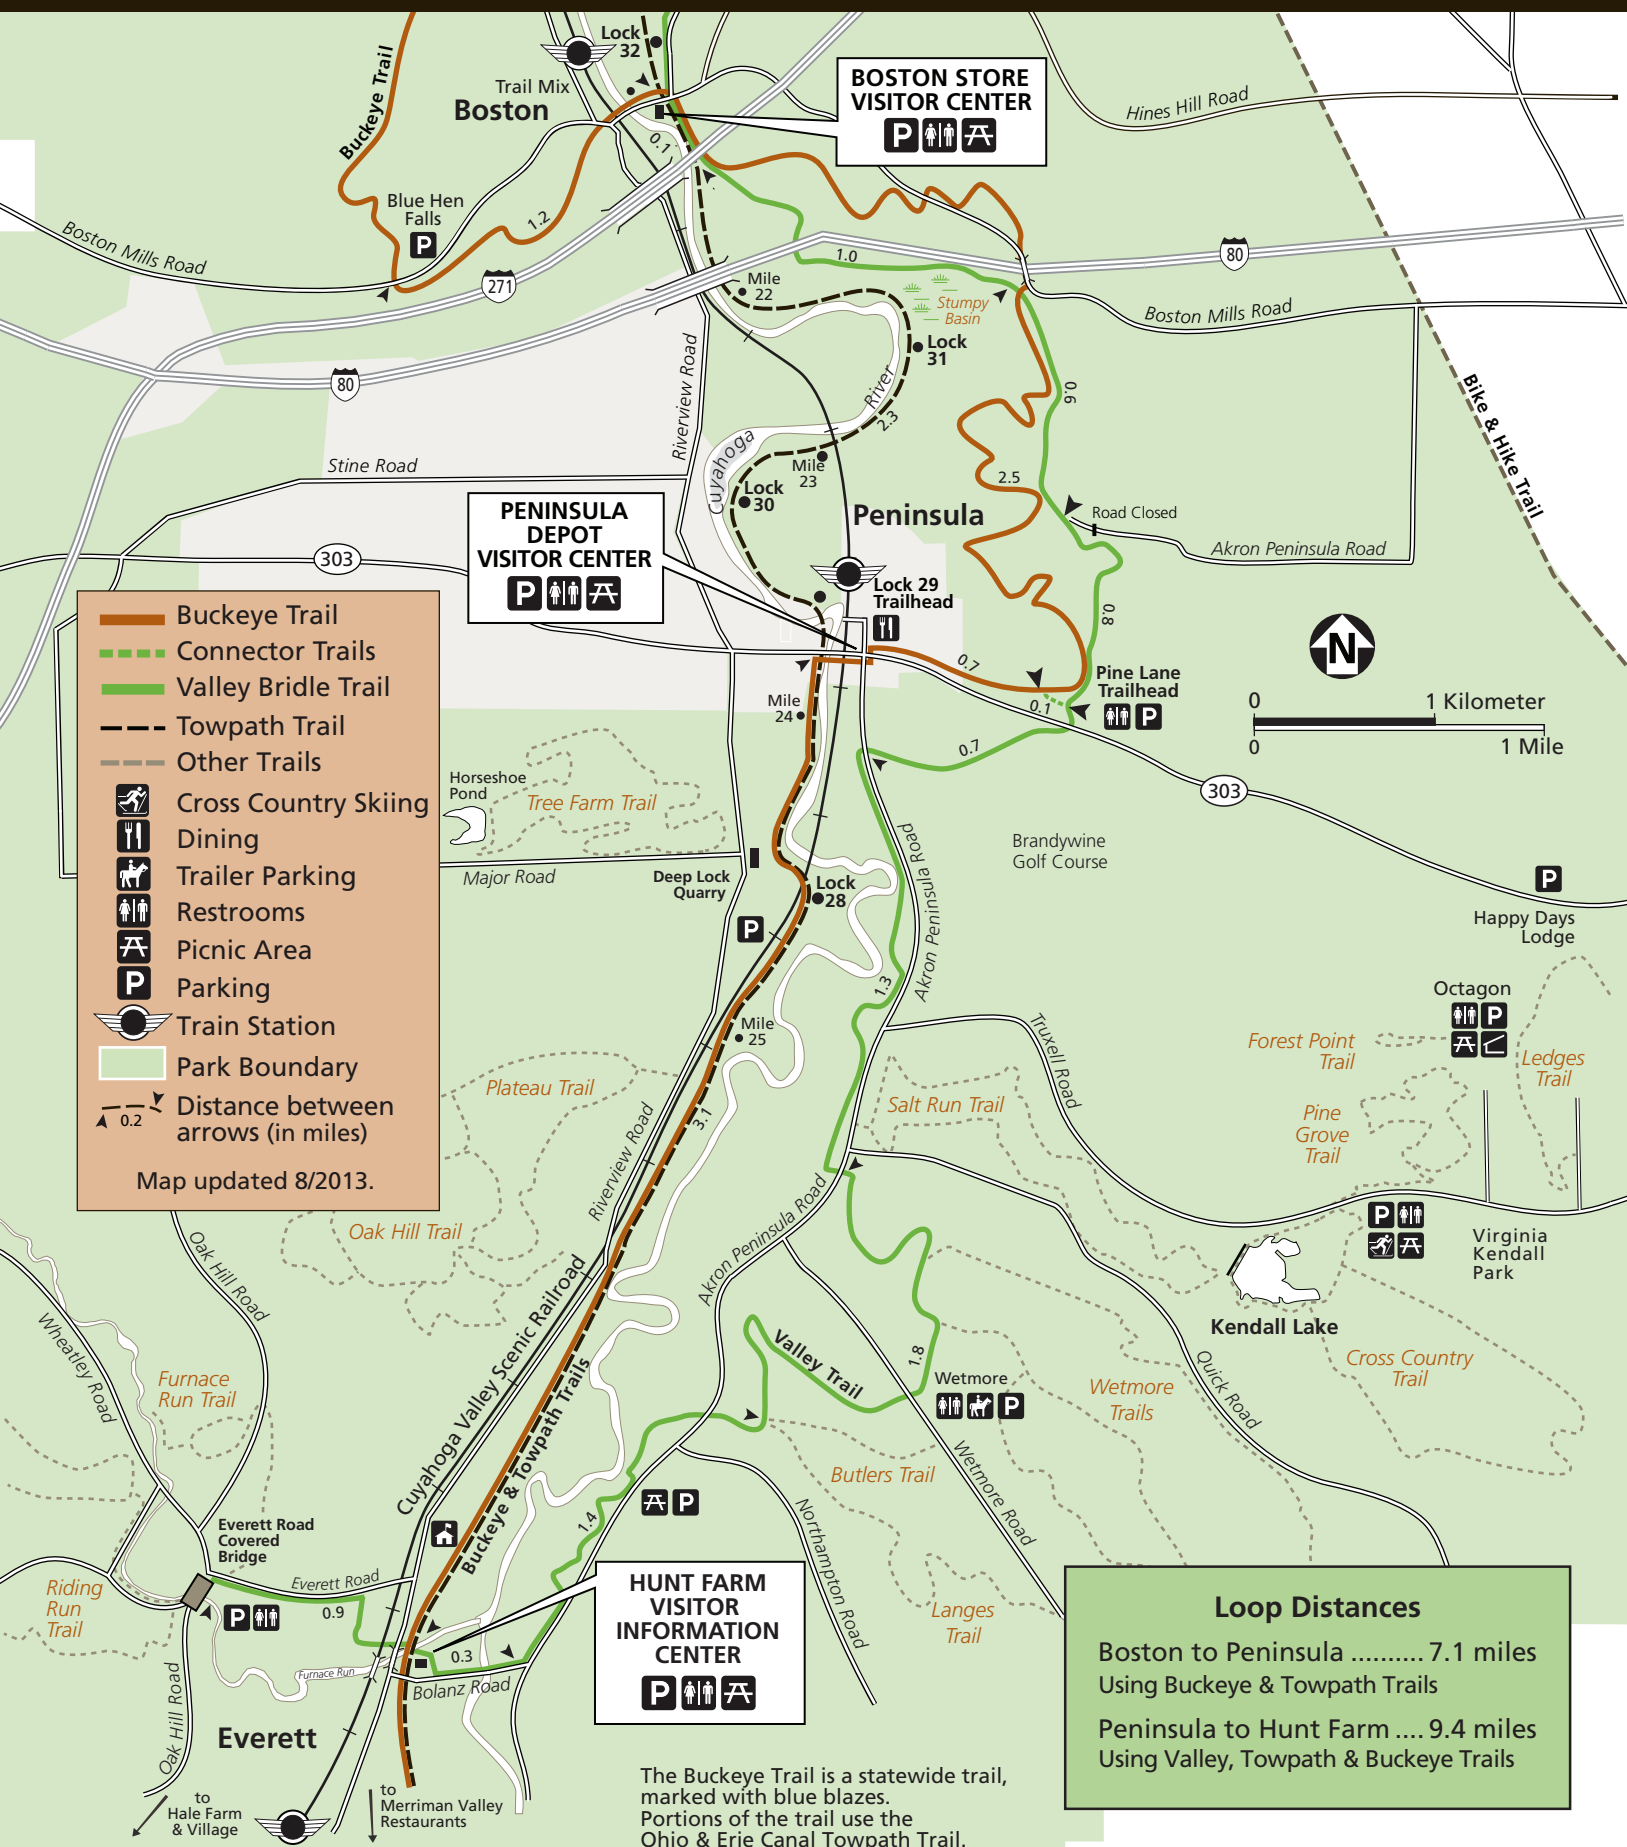 Lock
32
Trail Mix
Boston
Buckeye Trail
BOSTON STORE
VISITOR CENTER
P
Hines Hill Road
0.1
Blue Hen
Falls
P
1.2
Boston Mills Road
271
80
1.0
80
Mile
22
Stumpy
Basin
Boston Mills Road
Lock
31
Riverview Road
River
2.3
0.6
Bike & Hike Trail
Cuyahoga
Stine Road
Mile
23
Lock
30
2.5
PENINSULA
DEPOT
VISITOR CENTER
P
Peninsula
Road Closed
Akron Peninsula Road
303
Lock 29
Trailhead
0.8
N
0.7
Pine Lane
Trailhead
P
0.1
0 1 Kilometer
0 1 Mile
Mile
24
0.7
303
Buckeye Trail
Connector Trails
Valley Bridle Trail
Towpath Trail
Other Trails
Cross Country Skiing
Dining
Trailer Parking
Restrooms
Picnic Area
P Parking
Train Station
Park Boundary
0.2
Distance between
arrows (in miles)
Map updated 8/2013.
Horseshoe
Pond
Tree Farm Trail
Major Road
Deep Lock
Quarry
P
Lock
28
Akron Peninsula Road
Brandywine
Golf Course
P
Happy Days
Lodge
1.3
Mile
25
Octagon
P
Forest Point
Trail
Ledges
Trail
Truxell Road
Plateau Trail
Salt Run Trail
Pine
Grove
Trail
3.1
Riverview Road
Oak Hill Trail
Oak Hill Road
Akron Peninsula Road
P
Virginia
Kendall
Park
Kendall Lake
Wheatley Road
Cuyahoga Valley Scenic Railroad
Buckeye & Towpath Trails
Valley Trail
1.8
Wetmore
P
Wetmore
Trails
Quick Road
Cross Country
Trail
Furnace
Run Trail
Butlers Trail
Wetmore Road
P
1.4
Northampton Road
Everett Road
Covered
Bridge
Everett Road
Riding
Run
Trail
P
0.9
0.3
Furnace Run
Bolanz Road
Oak Hill Road
Everett
HUNT FARM
VISITOR
INFORMATION
CENTER
P
Langes
Trail
to
Hale Farm
& Village
to
Merriman Valley
Restaurants
The Buckeye Trail is a statewide trail,
marked with blue blazes.
Portions of the trail use the
Ohio & Erie Canal Towpath Trail.
Loop Distances
Boston to Peninsula .......... 7.1 miles
Using Buckeye & Towpath Trails
Peninsula to Hunt Farm .... 9.4 miles
Using Valley, Towpath & Buckeye Trails